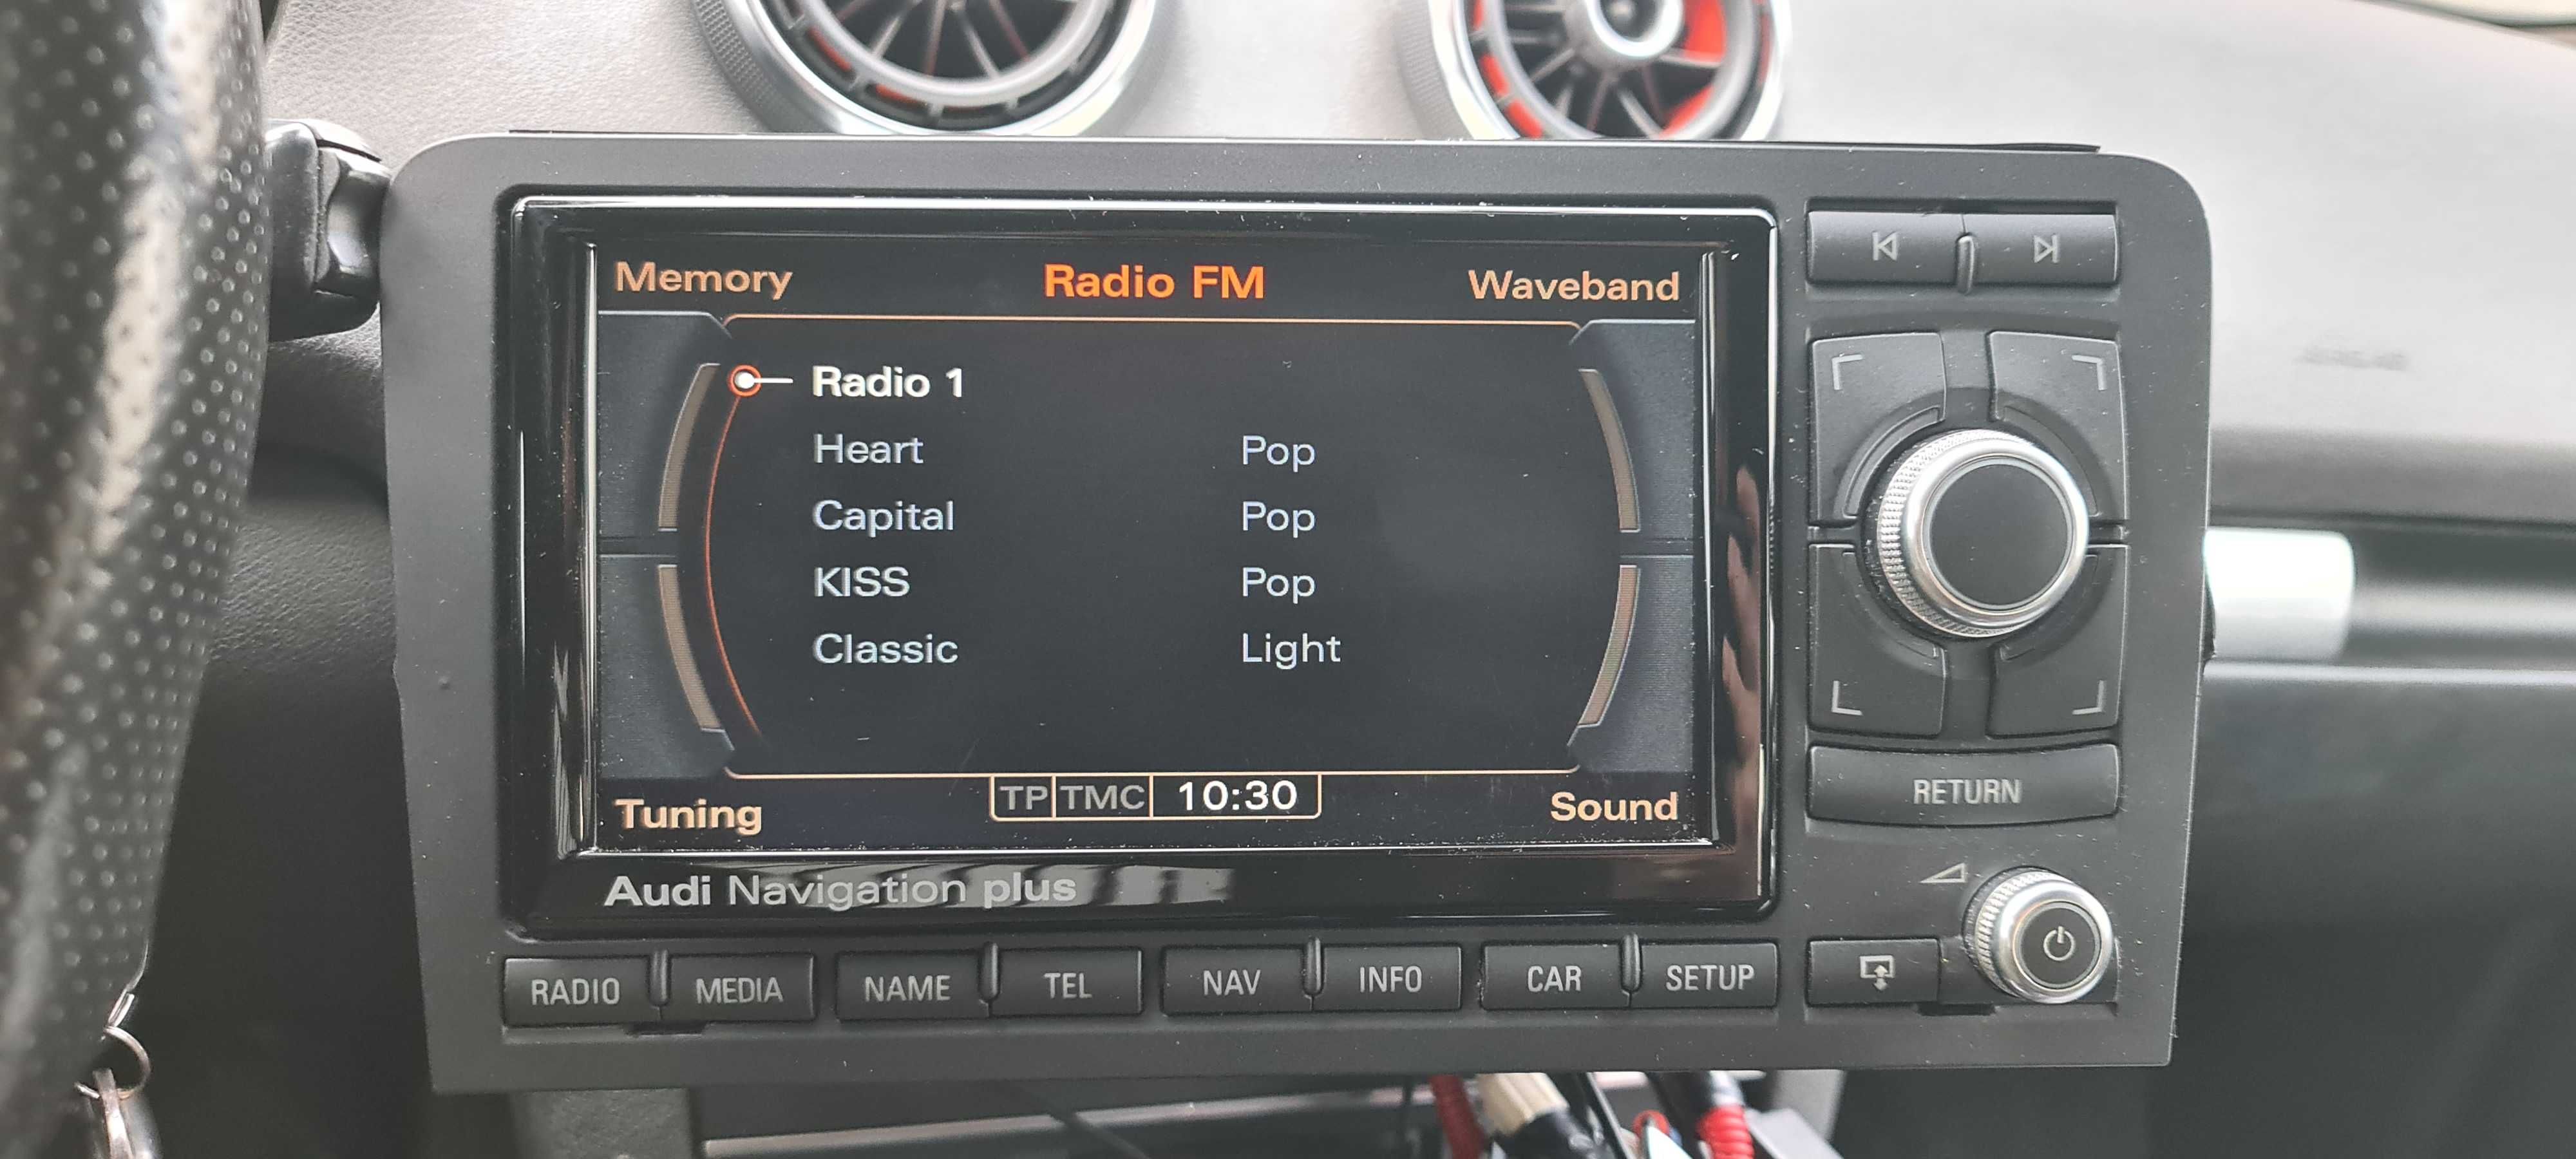 Memory Radio FM Waveband
Radio 1
Heart Pop
Capital Pop
KISS Pop
Classic Light
Tuning TP TMC 10:30 Sound
Audi Navigation plus
RETURN
RADIO MEDIA NAME TEL NAV INFO CAR SETUP